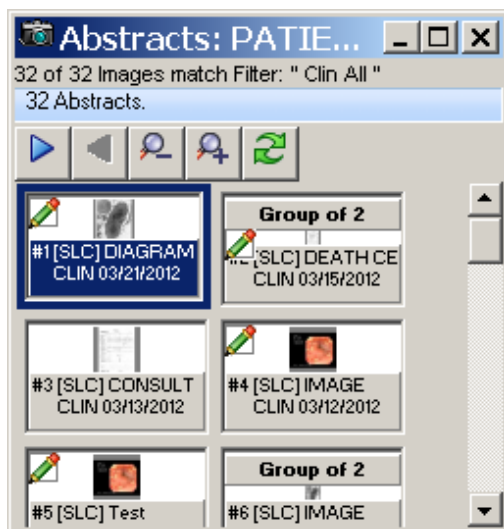 Abstracts: PATIE...
32 of 32 Images match Filter: " Clin All "
32 Abstracts.
#1 [SLC] DIAGRAM
CLIN 03/21/2012
Group of 2
[SLC] DEATH CE
CLIN 03/15/2012
#3 [SLC] CONSULT
CLIN 03/13/2012
#4 [SLC] IMAGE
CLIN 03/12/2012
#5 [SLC] Test
Group of 2
#6 [SLC] IMAGE